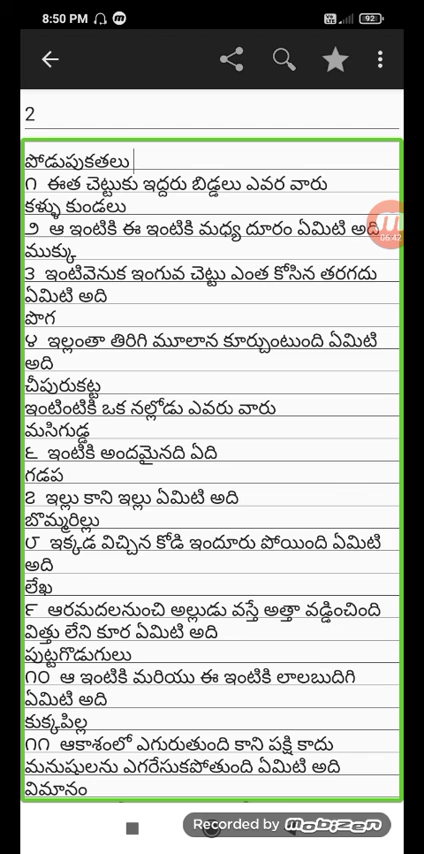 8:50 PM
92
2
పోడుపుకతలు
౧ ఈత చెట్టుకు ఇద్దరు బిడ్డలు ఎవర వారు
కళ్ళు కుండలు
౨ ఆ ఇంటికి ఈ ఇంటికి మధ్య దూరం ఏమిటి అది
ముక్కు
06:42
౩ ఇంటివెనుక ఇంగువ చెట్టు ఎంత కోసిన తరగదు
ఏమిటి అది
పొగ
౪ ఇల్లంతా తిరిగి మూలాన కూర్చుంటుంది ఏమిటి
అది
చీపురుకట్ట
ఇంటింటికి ఒక నల్లోడు ఎవరు వారు
మసిగుడ్డ
౬ ఇంటికి అందమైనది ఏది
గడప
౭ ఇల్లు కాని ఇల్లు ఏమిటి అది
బొమ్మరిల్లు
౮ ఇక్కడ విచ్చిన కోడి ఇందూరు పోయింది ఏమిటి
అది
లేఖ
౯ ఆరమదలనుంచి అల్లుడు వస్తే అత్తా వడ్డించింది
విత్తు లేని కూర ఏమిటి అది
పుట్టగొడుగులు
౧౦ ఆ ఇంటికి మరియు ఈ ఇంటికి లాలబుదిగి
ఏమిటి అది
కుక్కపిల్ల
౧౧ ఆకాశంలో ఎగురుతుంది కాని పక్షి కాదు
మనుషులను ఎగరేసుకపోతుంది ఏమిటి అది
విమానం
Recorded by mobizen